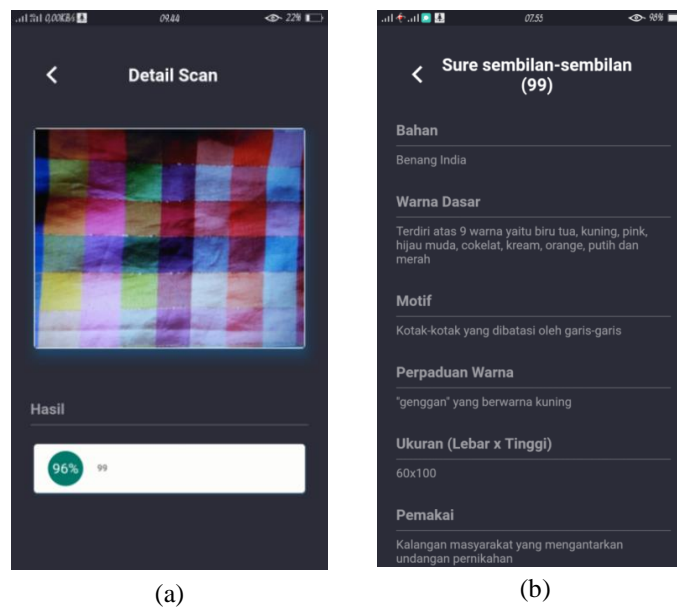 0,00KB/s 09.44 22%
Detail Scan
Hasil
96% 99
(a)
07.55 98%
Sure sembilan-sembilan
(99)
Bahan
Benang India
Warna Dasar
Terdiri atas 9 warna yaitu biru tua, kuning, pink,
hijau muda, cokelat, kream, orange, putih dan
merah
Motif
Kotak-kotak yang dibatasi oleh garis-garis
Perpaduan Warna
"genggan" yang berwarna kuning
Ukuran (Lebar x Tinggi)
60x100
Pemakai
Kalangan masyarakat yang mengantarkan
undangan pernikahan
(b)